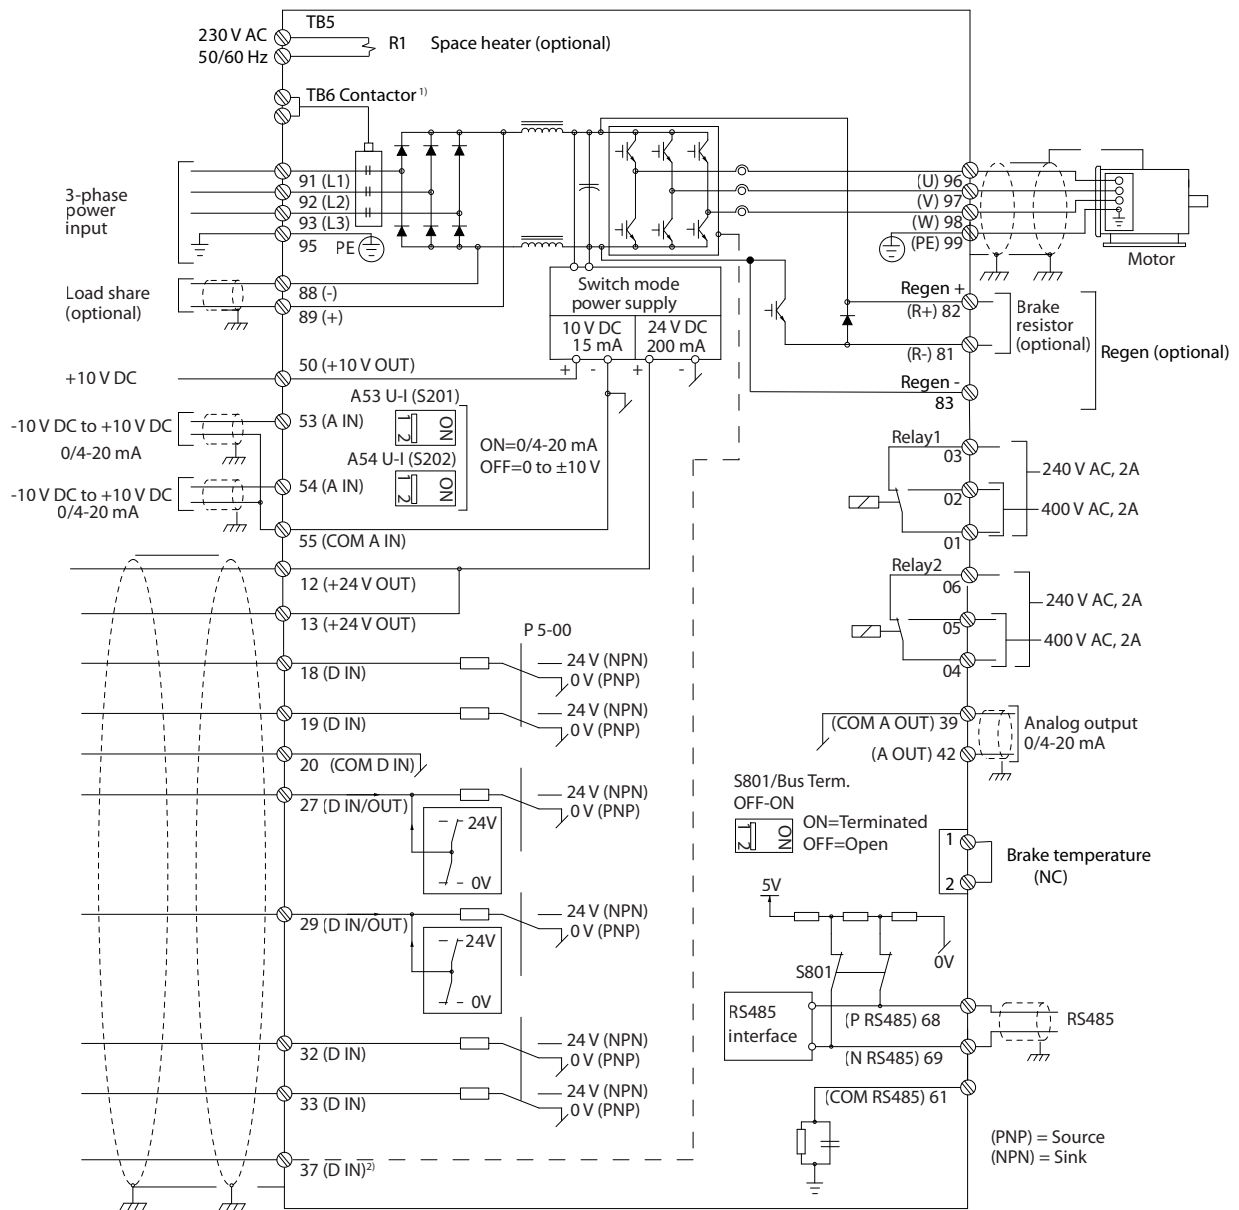 TB5
230 V AC
50/60 Hz
R1
Space heater (optional)
TB6 Contactor 1)
3-phase
power
input
91 (L1)
92 (L2)
93 (L3)
95
PE
(U) 96
(V) 97
(W) 98
(PE) 99
Motor
Load share
(optional)
88 (-)
89 (+)
Switch mode
power supply
10 V DC
15 mA
24 V DC
200 mA
+
-
+
-
Regen +
(R+) 82
Brake
resistor
(optional)
(R-) 81
Regen (optional)
Regen -
83
+10 V DC
50 (+10 V OUT)
A53 U-I (S201)
1 2
ON
-10 V DC to +10 V DC
0/4-20 mA
53 (A IN)
A54 U-I (S202)
1 2
ON
ON=0/4-20 mA
OFF=0 to ±10 V
-10 V DC to +10 V DC
0/4-20 mA
54 (A IN)
55 (COM A IN)
Relay1
03
240 V AC, 2A
02
400 V AC, 2A
01
Relay2
06
240 V AC, 2A
05
400 V AC, 2A
04
12 (+24 V OUT)
13 (+24 V OUT)
P 5-00
18 (D IN)
24 V (NPN)
0 V (PNP)
19 (D IN)
24 V (NPN)
0 V (PNP)
20 (COM D IN)
27 (D IN/OUT)
24 V (NPN)
0 V (PNP)
24V
0V
29 (D IN/OUT)
24 V (NPN)
0 V (PNP)
24V
0V
32 (D IN)
24 V (NPN)
0 V (PNP)
33 (D IN)
24 V (NPN)
0 V (PNP)
37 (D IN) 2)
(COM A OUT) 39
(A OUT) 42
Analog output
0/4-20 mA
S801/Bus Term.
OFF-ON
1 2
ON
ON=Terminated
OFF=Open
1
2
Brake temperature
(NC)
5V
0V
S801
RS485
interface
(P RS485) 68
(N RS485) 69
RS485
(COM RS485) 61
(PNP) = Source
(NPN) = Sink